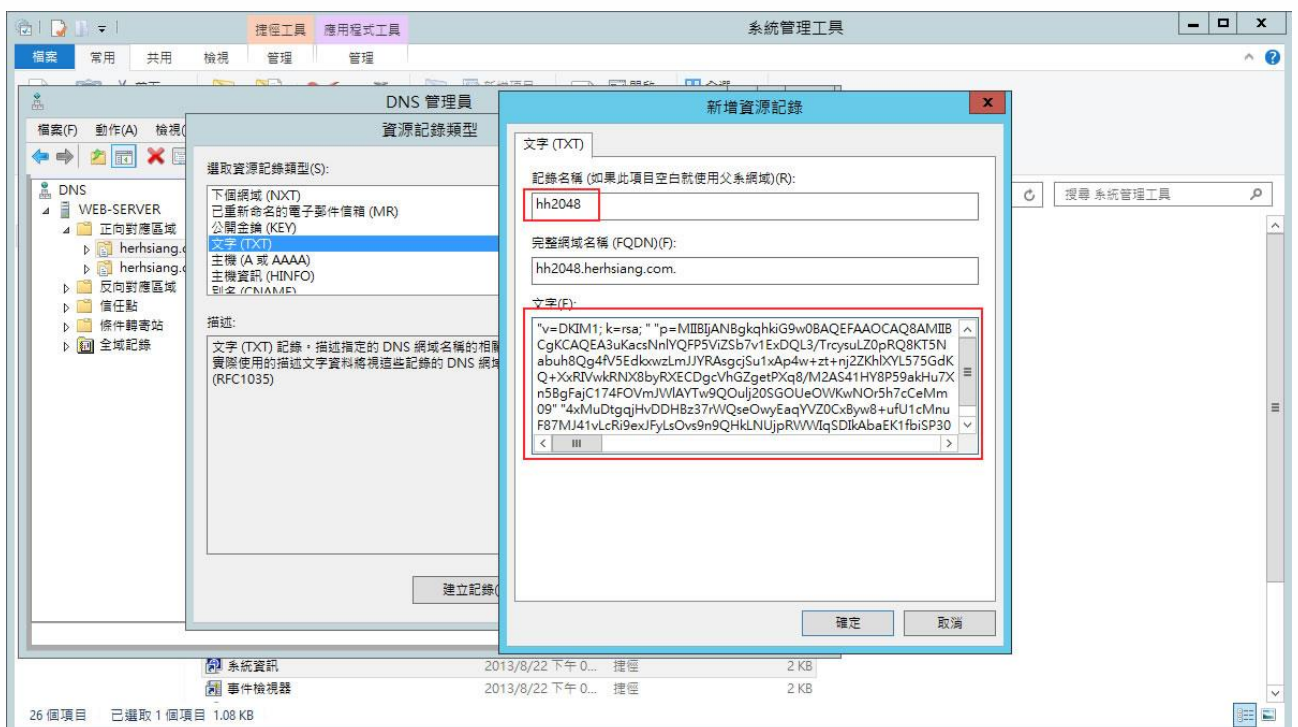 捷徑工具
應用程式工具
系統管理工具
檔案
常用
共用
檢視
管理
管理
DNS 管理員
檔案(F) 動作(A) 檢視(
DNS
WEB-SERVER
正向對應區域
herhsiang.
herhsiang.
反向對應區域
信任點
條件轉寄站
全域記錄
資源記錄類型
選取資源記錄類型(S):
下個網域 (NXT)
已重新命名的電子郵件信箱 (MR)
公開金鑰 (KEY)
文字 (TXT)
主機 (A 或 AAAA)
主機資訊 (HINFO)
別名 (CNAME)
描述:
文字 (TXT) 記錄。描述指定的 DNS 網域名稱的相關
實際使用的描述文字資料將視這些記錄的 DNS 網域
(RFC1035)
建立記錄(
新增資源記錄
x
文字 (TXT)
記錄名稱 (如果此項目空白就使用父系網域)(R):
hh2048
完整網域名稱 (FQDN)(F):
hh2048.herhsiang.com.
文字(E):
"v=DKIM1; k=rsa; " "p=MIIBIjANBgkqhkiG9w0BAQEFAAOCAQ8AMIIB
CgKCAQEA3uKacsNnlYQFP5ViZSb7v1ExDQL3/TrcysuLZ0pRQ8KT5N
abuh8Qg4fV5EdkxwzLmJJYRAsgcjSu1xAp4w+zt+nj2ZKhlXYL575GdK
Q+XxRlVwkRNX8byRXECDgcVhGZgetPXq8/M2AS41HY8P59akHu7X
n5BgFajC174FOVmJWlAYTw9QOulj20SGOUeOWKwNOr5h7cCeMm
09" "4xMuDtgqjHvDDHBz37rWQseOwyEaqYVZ0CxByw8+ufU1cMnu
F87MJ41vLcRi9exJFyLsOvs9n9QHkLNUjpRWWIqSDIkAbaEK1fbiSP30
確定
取消
搜尋 系統管理工具
系統資訊 2013/8/22 下午 0... 捷徑 2 KB
事件檢視器 2013/8/22 下午 0... 捷徑 2 KB
26 個項目 已選取 1 個項目 1.08 KB